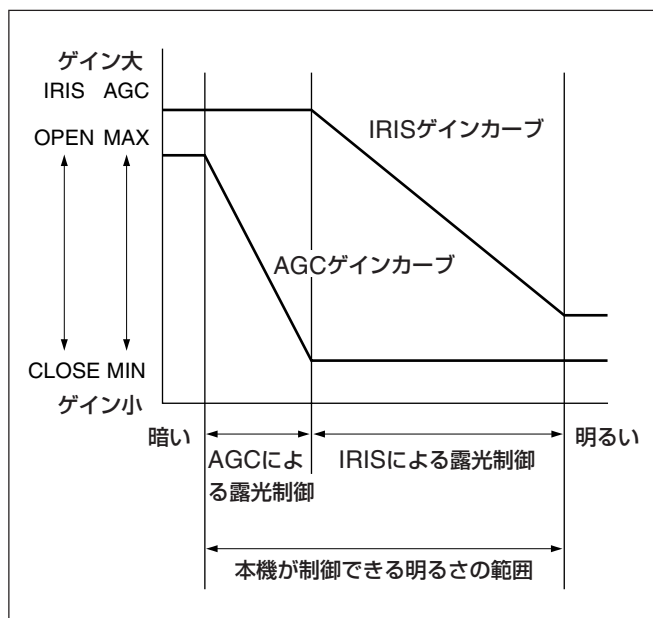 ゲイン大
IRIS AGC
OPEN MAX
IRISゲインカーブ
AGCゲインカーブ
CLOSE MIN
ゲイン小
暗い
明るい
AGCによ
る露光制御
IRISによる露光制御
本機が制御できる明るさの範囲